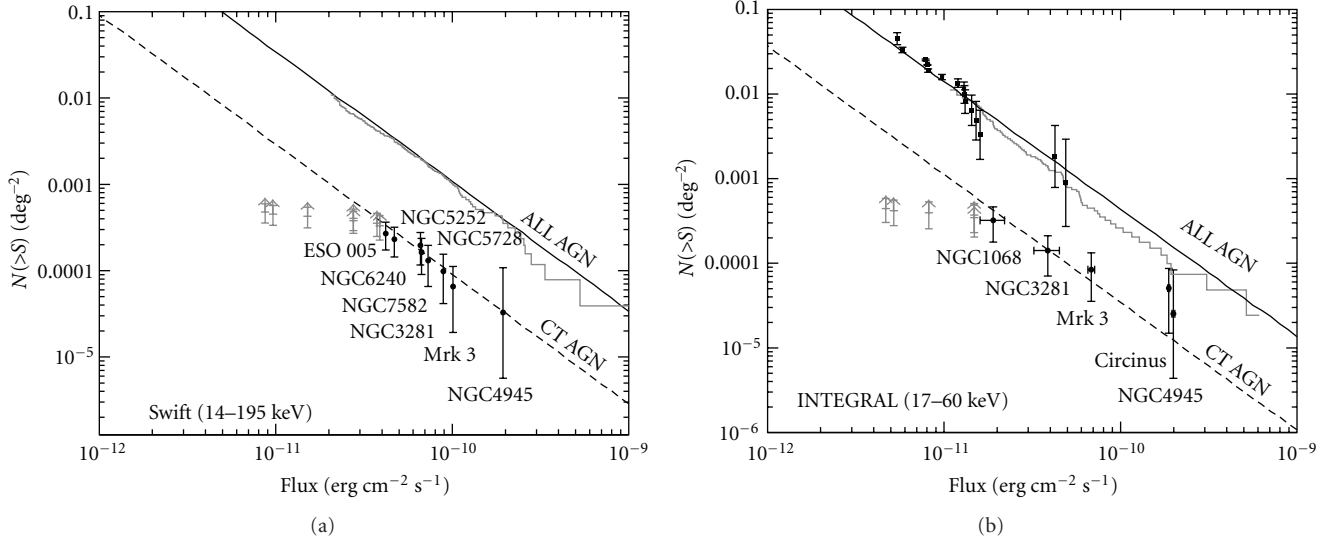 0.1
0.01
0.001
0.0001
10−5
10−12
10−11
10−10
10−9
N(>S) (deg−2)
Flux (erg cm−2 s−1)
ALL AGN
CT AGN
NGC5252
NGC5728
ESO 005
NGC6240
NGC7582
NGC3281
Mrk 3
NGC4945
Swift (14–195 keV)
(a)
0.1
0.01
0.001
0.0001
10−5
10−6
10−12
10−11
10−10
10−9
N(>S) (deg−2)
Flux (erg cm−2 s−1)
ALL AGN
CT AGN
NGC1068
NGC3281
Mrk 3
Circinus
NGC4945
INTEGRAL (17–60 keV)
(b)